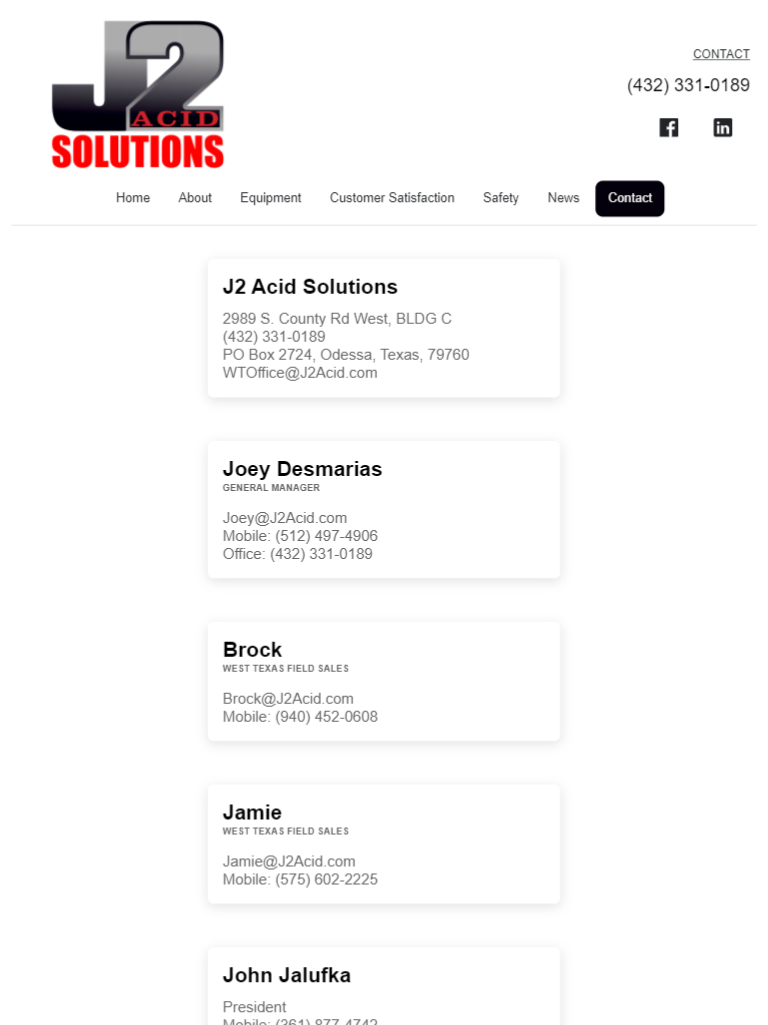 J2
ACID
SOLUTIONS
CONTACT
(432) 331-0189
Home About Equipment Customer Satisfaction Safety News Contact
J2 Acid Solutions
2989 S. County Rd West, BLDG C
(432) 331-0189
PO Box 2724, Odessa, Texas, 79760
WTOffice@J2Acid.com
Joey Desmarias
GENERAL MANAGER
Joey@J2Acid.com
Mobile: (512) 497-4906
Office: (432) 331-0189
Brock
WEST TEXAS FIELD SALES
Brock@J2Acid.com
Mobile: (940) 452-0608
Jamie
WEST TEXAS FIELD SALES
Jamie@J2Acid.com
Mobile: (575) 602-2225
John Jalufka
President
Mobile: (361) 877-4742